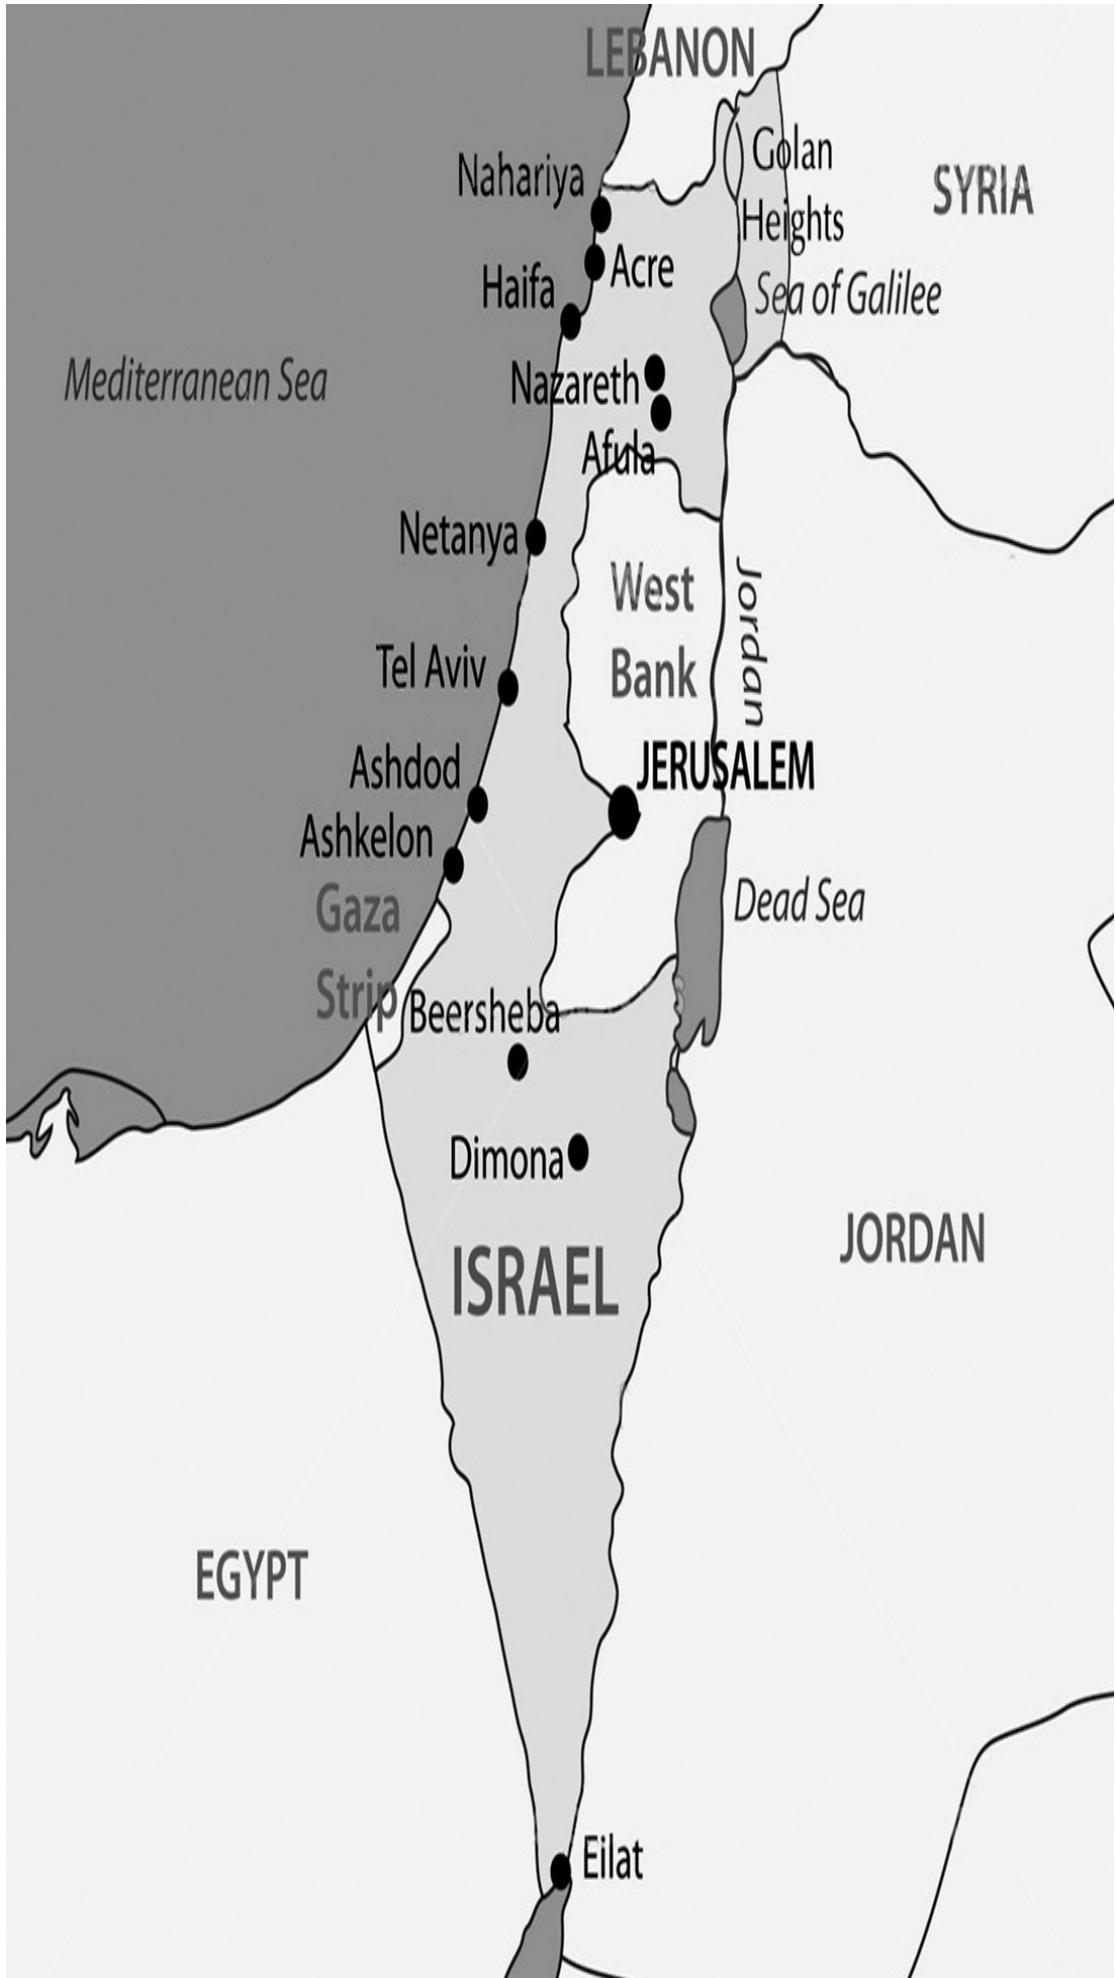 LEBANON
Golan
Nahariya
SYRIA
Heights
Acre
Haifa
Sea of Galilee
Mediterranean Sea
Nazareth
Afula
Netanya
West
Jordan
Tel Aviv
Bank
Ashdod
JERUSALEM
Ashkelon
Gaza
Dead Sea
Strip
Beersheba
Dimona
JORDAN
ISRAEL
EGYPT
Eilat